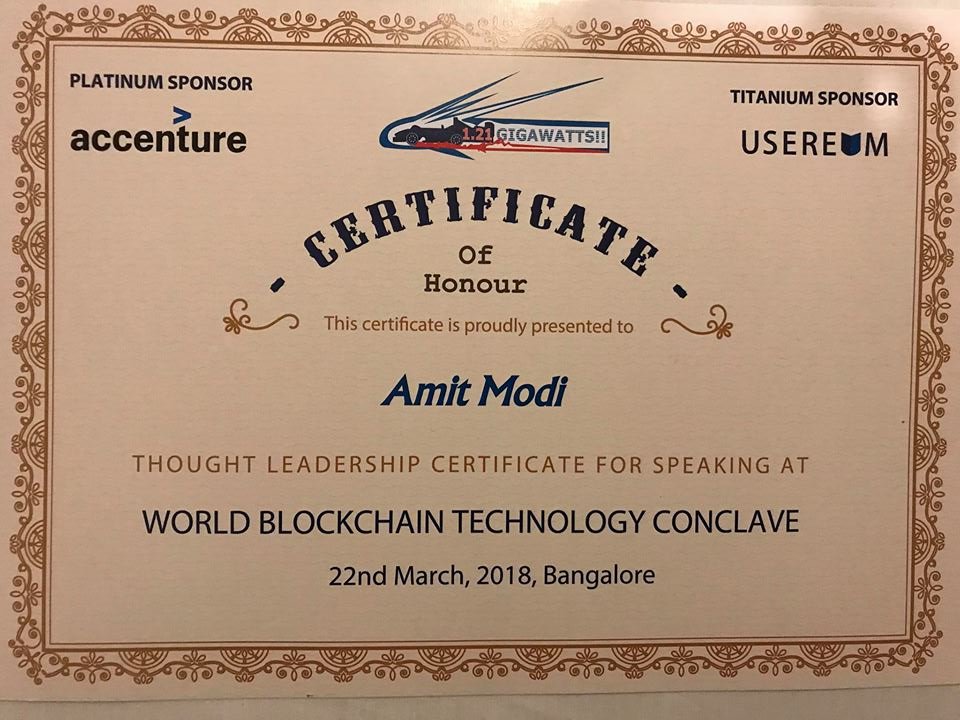 PLATINUM SPONSOR
accenture
1.21 GIGAWATTS!!
TITANIUM SPONSOR
USEREUM
- CERTIFICATE -
Of
Honour
This certificate is proudly presented to
Amit Modi
THOUGHT LEADERSHIP CERTIFICATE FOR SPEAKING AT
WORLD BLOCKCHAIN TECHNOLOGY CONCLAVE
22nd March, 2018, Bangalore